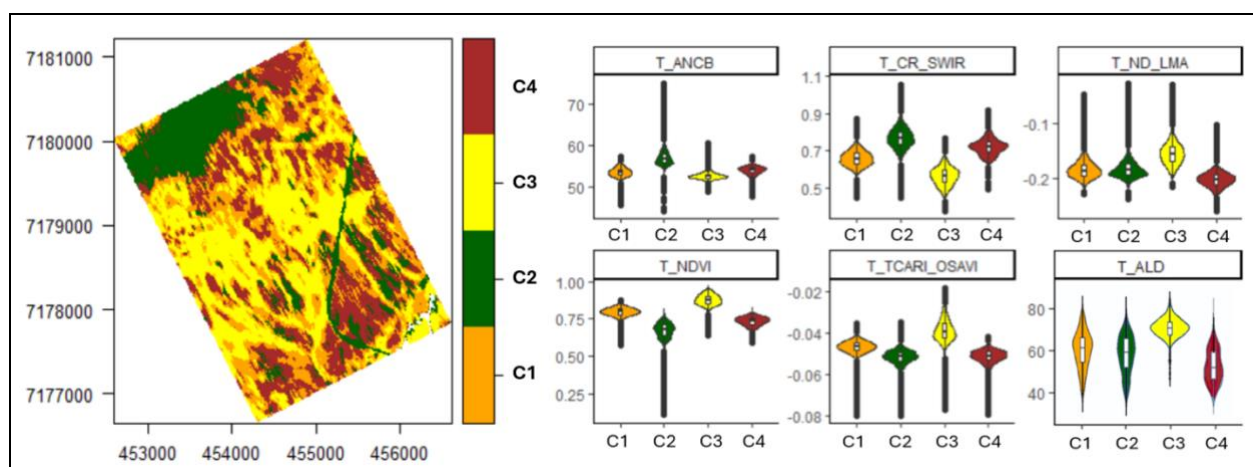 7181000
7180000
7179000
7178000
7177000
453000 454000 455000 456000
C4
C3
C2
C1
T_ANCB
70
60
50
C1 C2 C3 C4
T_CR_SWIR
1.1
0.9
0.7
0.5
C1 C2 C3 C4
T_ND_LMA
-0.1
-0.2
C1 C2 C3 C4
T_NDVI
1.00
0.75
0.50
0.25
C1 C2 C3 C4
T_TCARI_OSAVI
-0.02
-0.04
-0.06
-0.08
C1 C2 C3 C4
T_ALD
80
60
40
C1 C2 C3 C4